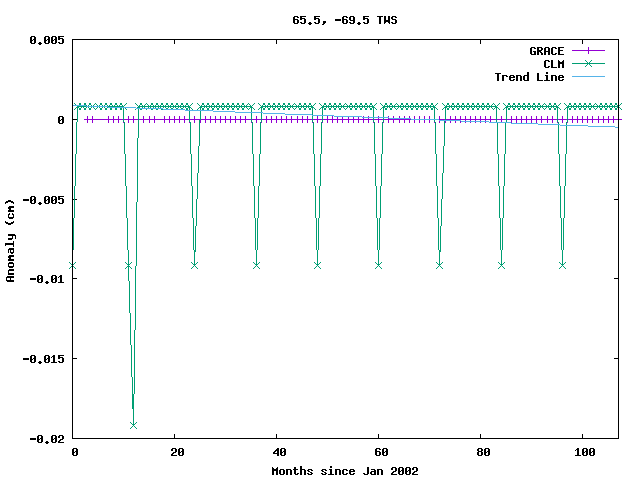 65.5, -69.5 TWS
GRACE
CLM
Trend Line
0.005
0
-0.005
-0.01
-0.015
-0.02
Anomaly (cm)
0 20 40 60 80 100
Months since Jan 2002